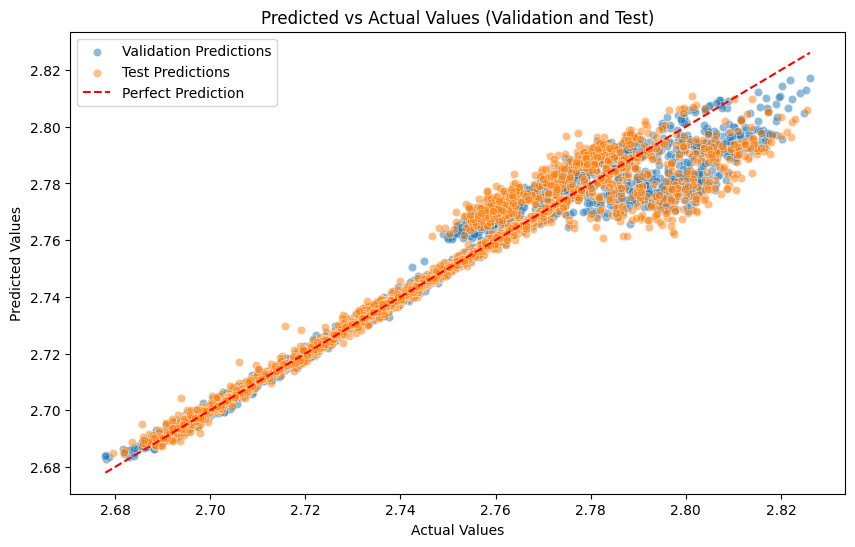 Predicted vs Actual Values (Validation and Test)
Validation Predictions
Test Predictions
Perfect Prediction
Predicted Values
2.82
2.80
2.78
2.76
2.74
2.72
2.70
2.68
2.68 2.70 2.72 2.74 2.76 2.78 2.80 2.82
Actual Values